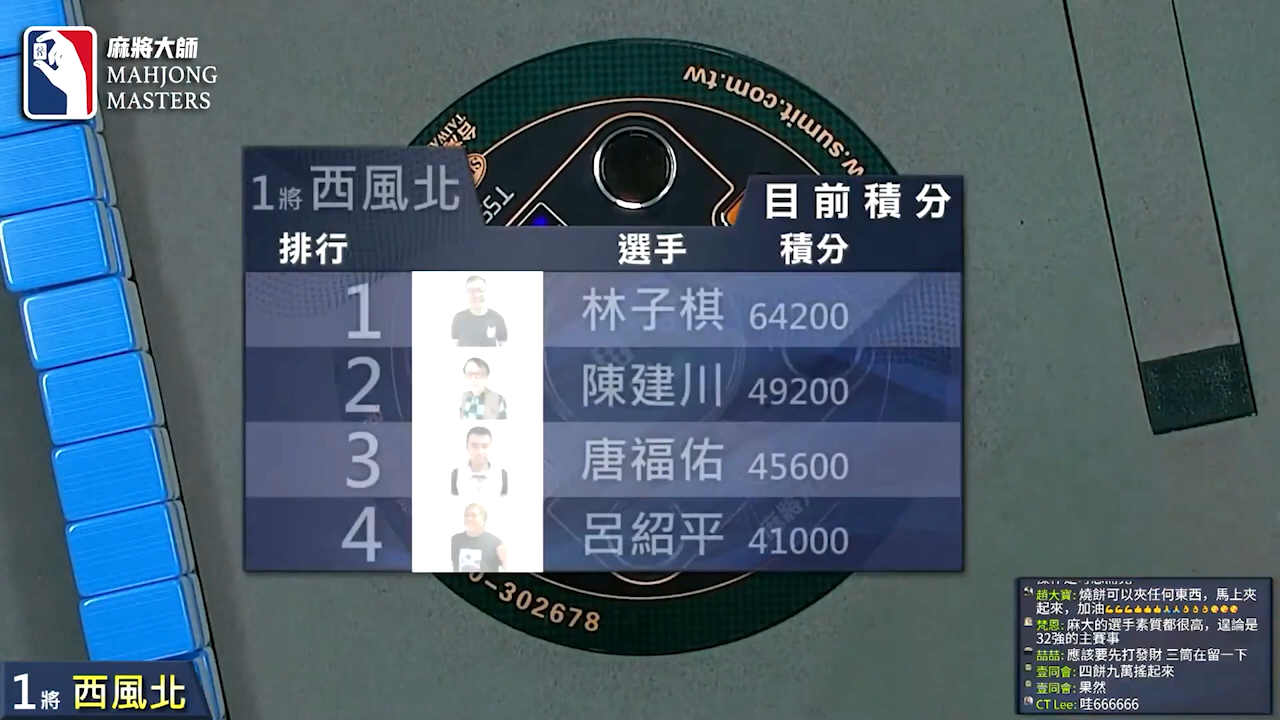 麻將大師
MAHJONG
MASTERS
w.sumit.com.tw
1將 西風北
目前積分
排行 選手 積分
1 林子棋 64200
2 陳建川 49200
3 唐福佑 45600
4 呂紹平 41000
0-302678
趙大寶: 燒餅可以夾任何東西，馬上夾
起來，加油
梵恩: 麻大的選手素質都很高，遑論是
32強的主賽事
喆喆: 應該要先打發財 三筒在留一下
壹同會: 四餅九萬搖起來
壹同會: 果然
CT Lee: 哇666666
1將 西風北